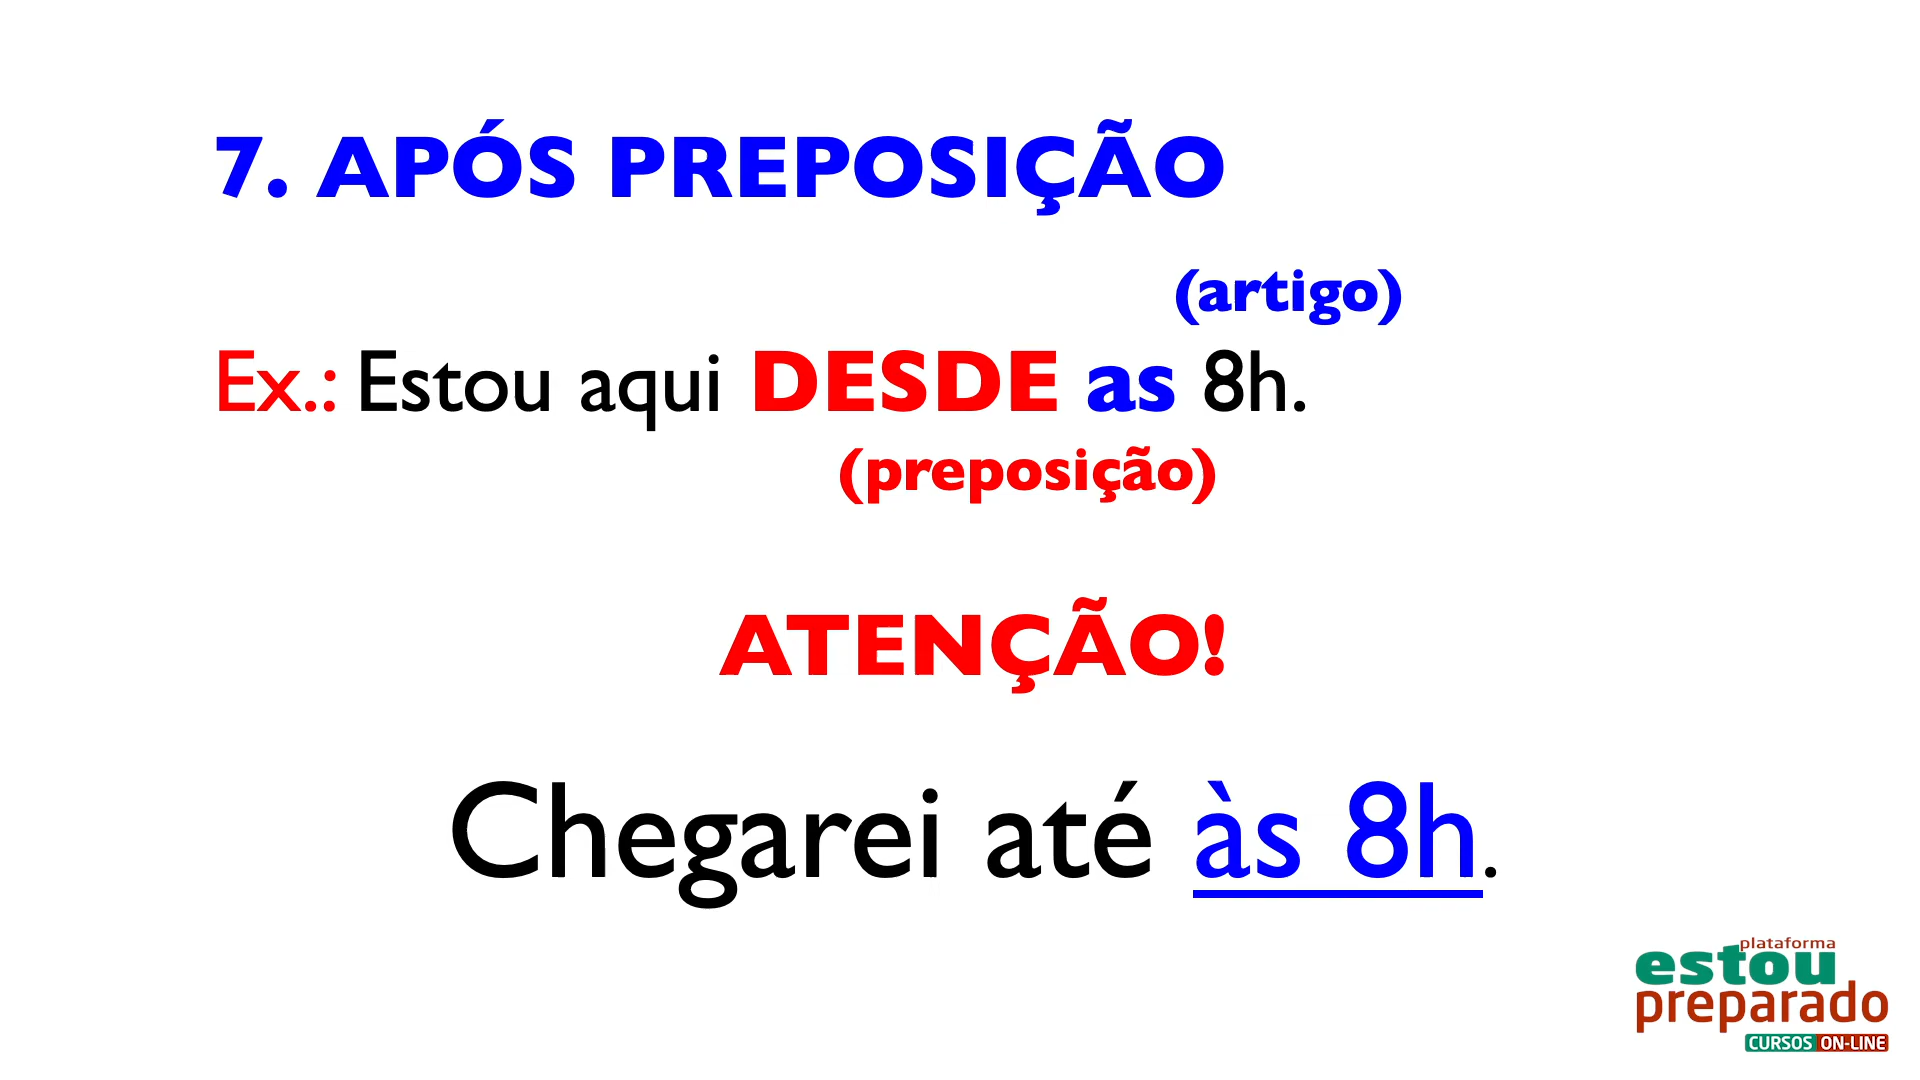 7. APÓS PREPOSIÇÃO
(artigo)
Ex.: Estou aqui DESDE as 8h.
(preposição)
ATENÇÃO!
Chegarei até às 8h.
plataforma
estou
preparado
CURSOS ON-LINE